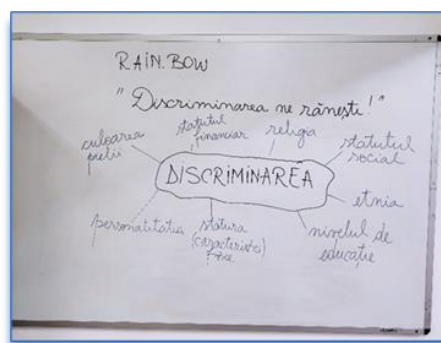 RAIN.BOW
"Discriminarea ne rănești!"
culoarea
pielii
statutul
financiar
religia
statutul
social
DISCRIMINAREA
etnia
nivelul de
educație
statura
(caracteristici
fizice
personalitatea